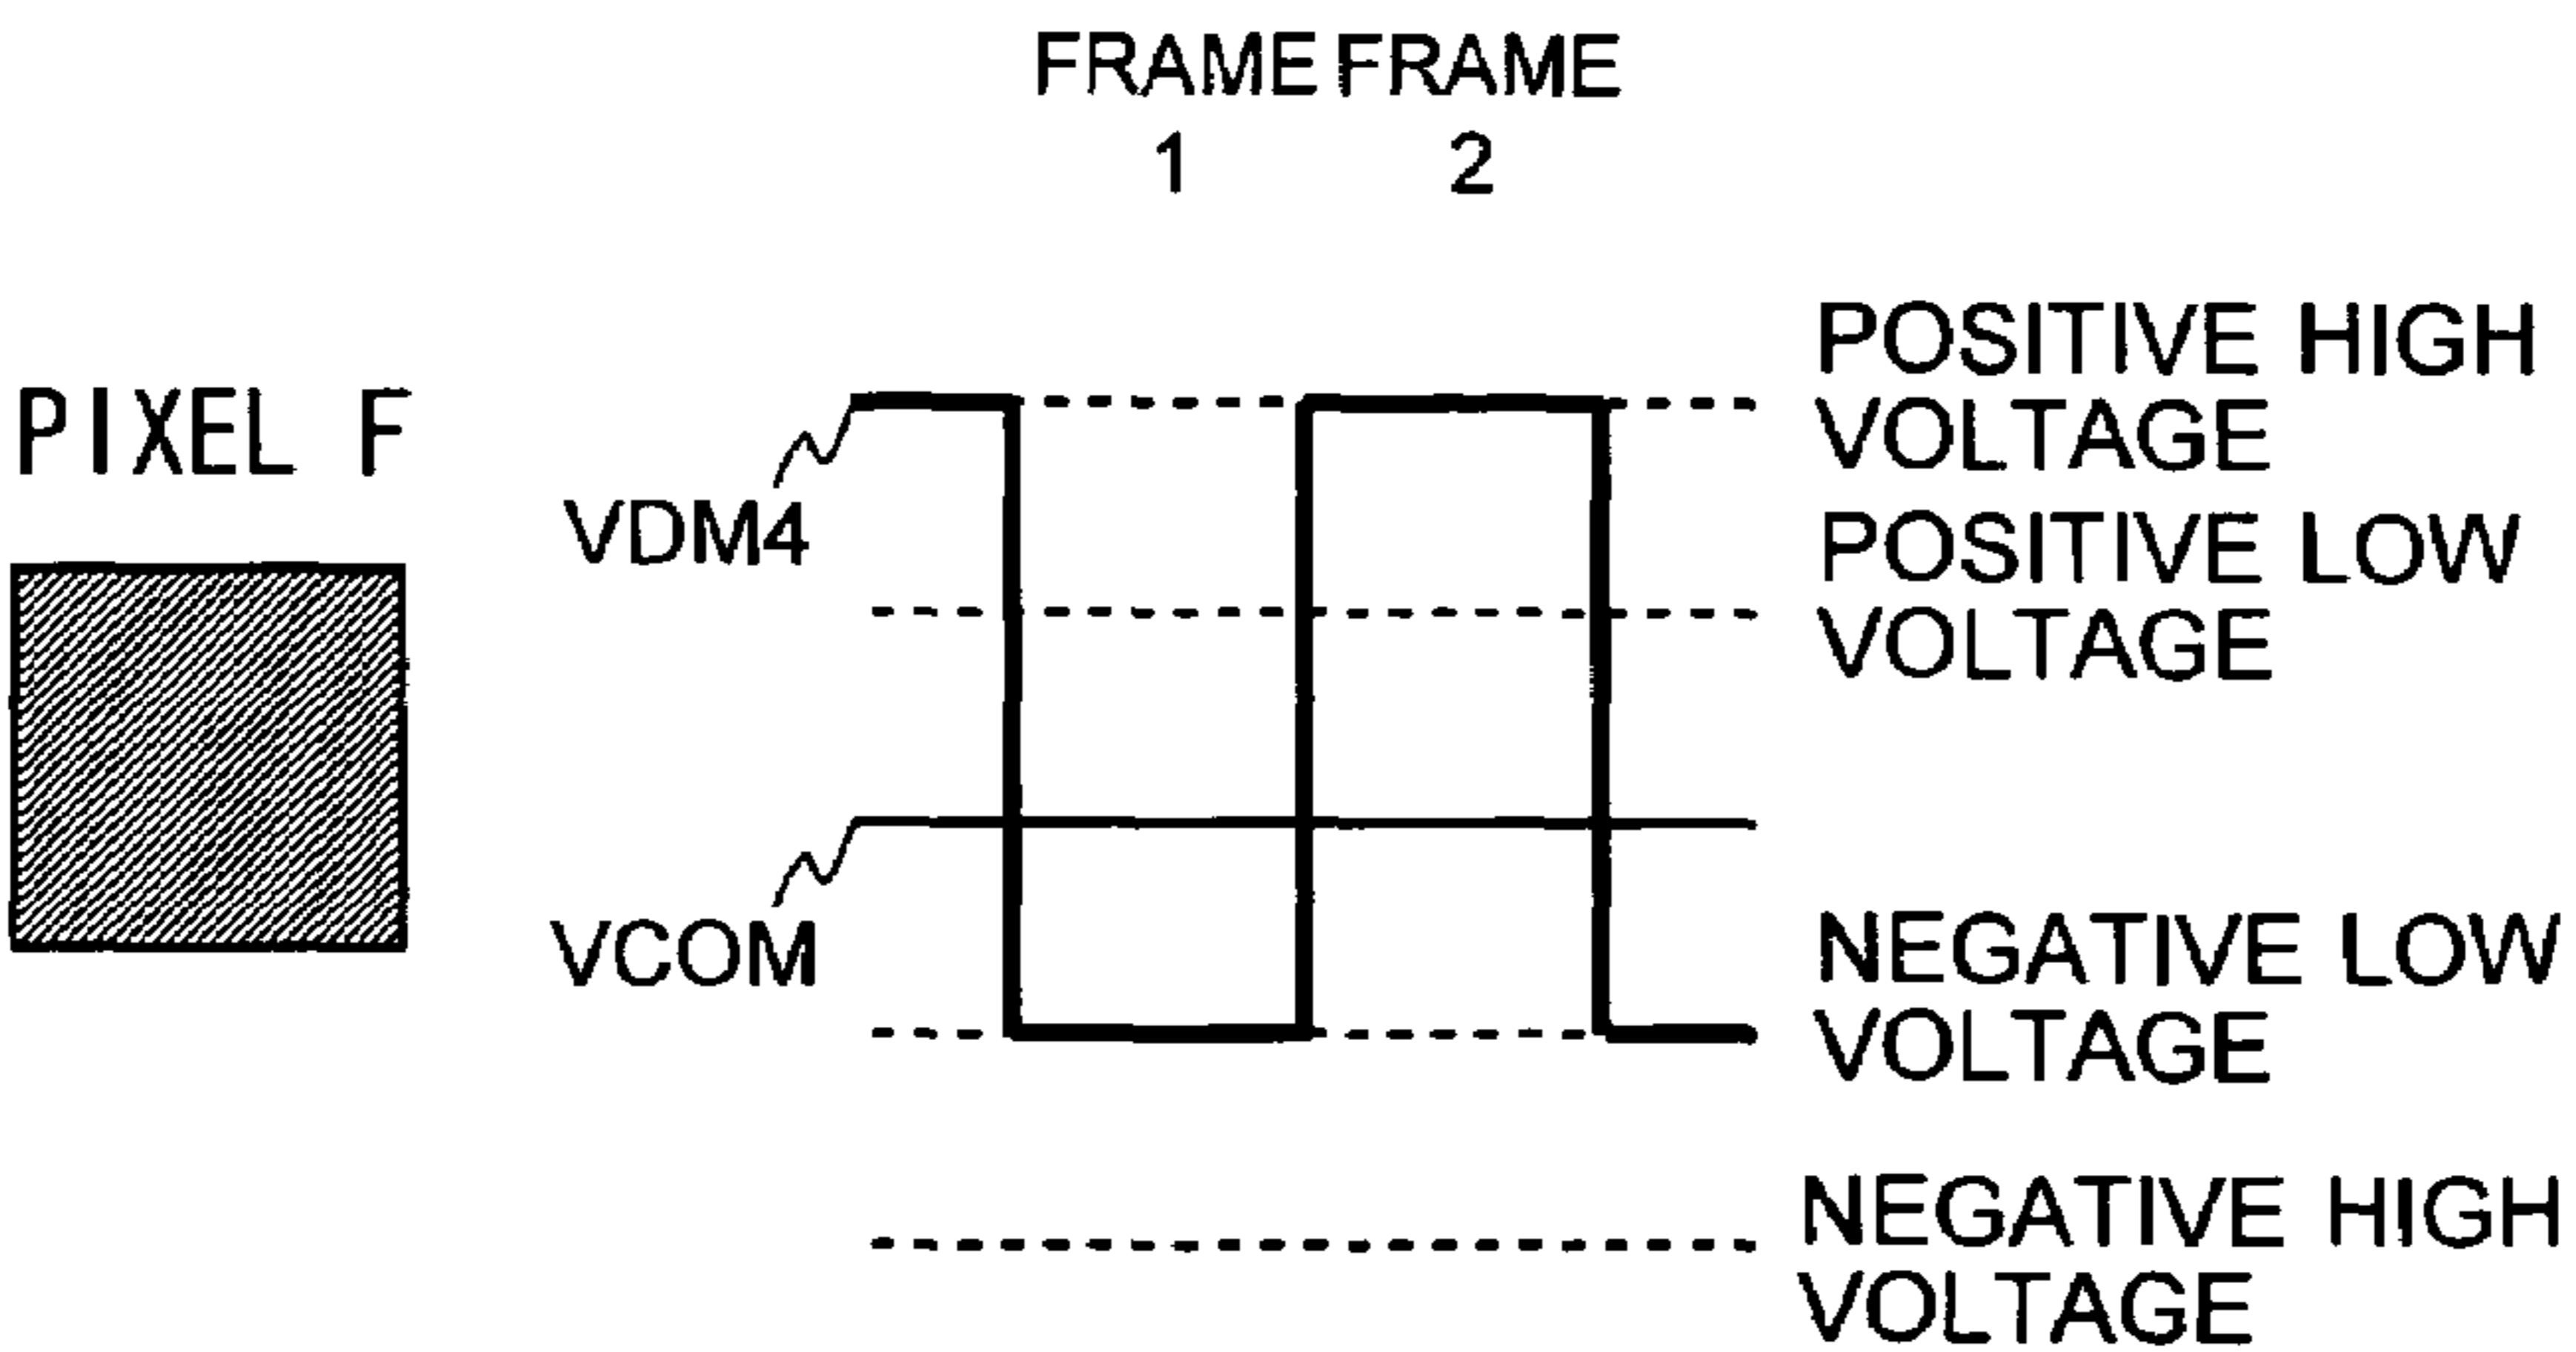 FRAME FRAME
1 2
POSITIVE HIGH
VOLTAGE
PIXEL F
VDM4
POSITIVE LOW
VOLTAGE
VCOM
NEGATIVE LOW
VOLTAGE
NEGATIVE HIGH
VOLTAGE